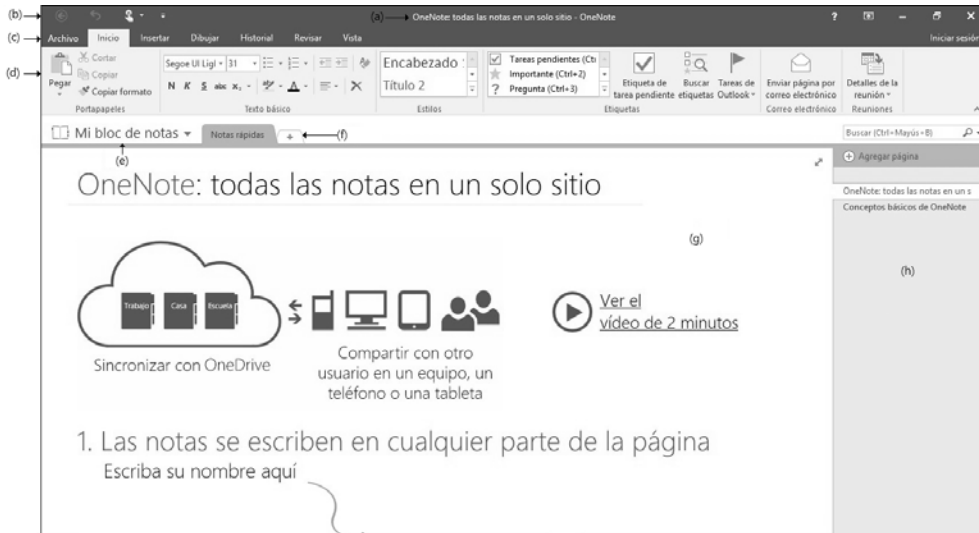 (b)
(a) OneNote: todas las notas en un solo sitio - OneNote
?
(c)
Archivo Inicio Insertar Dibujar Historial Revisar Vista
Iniciar sesión
(d)
Pegar
Cortar
Copiar
Copiar formato
Portapapeles
Segoe UI Ligl 31
N K S abc x₂ A
Texto básico
Encabezado
Título 2
Estilos
Tareas pendientes (Ctr
Importante (Ctrl+2)
? Pregunta (Ctrl+3)
Etiqueta de
tarea pendiente
Buscar
etiquetas
Tareas de
Outlook
Etiquetas
Enviar página por
correo electrónico
Correo electrónico
Detalles de la
reunión
Reuniones
Mi bloc de notas
Notas rápidas
+
(f)
Buscar (Ctrl+Mayús+B)
(e)
Agregar página
OneNote: todas las notas en un s
Conceptos básicos de OneNote
(h)
OneNote: todas las notas en un solo sitio
(g)
Trabajo Casa Escuela
Sincronizar con OneDrive
Compartir con otro
usuario en un equipo, un
teléfono o una tableta
Ver el
vídeo de 2 minutos
1. Las notas se escriben en cualquier parte de la página
Escriba su nombre aquí